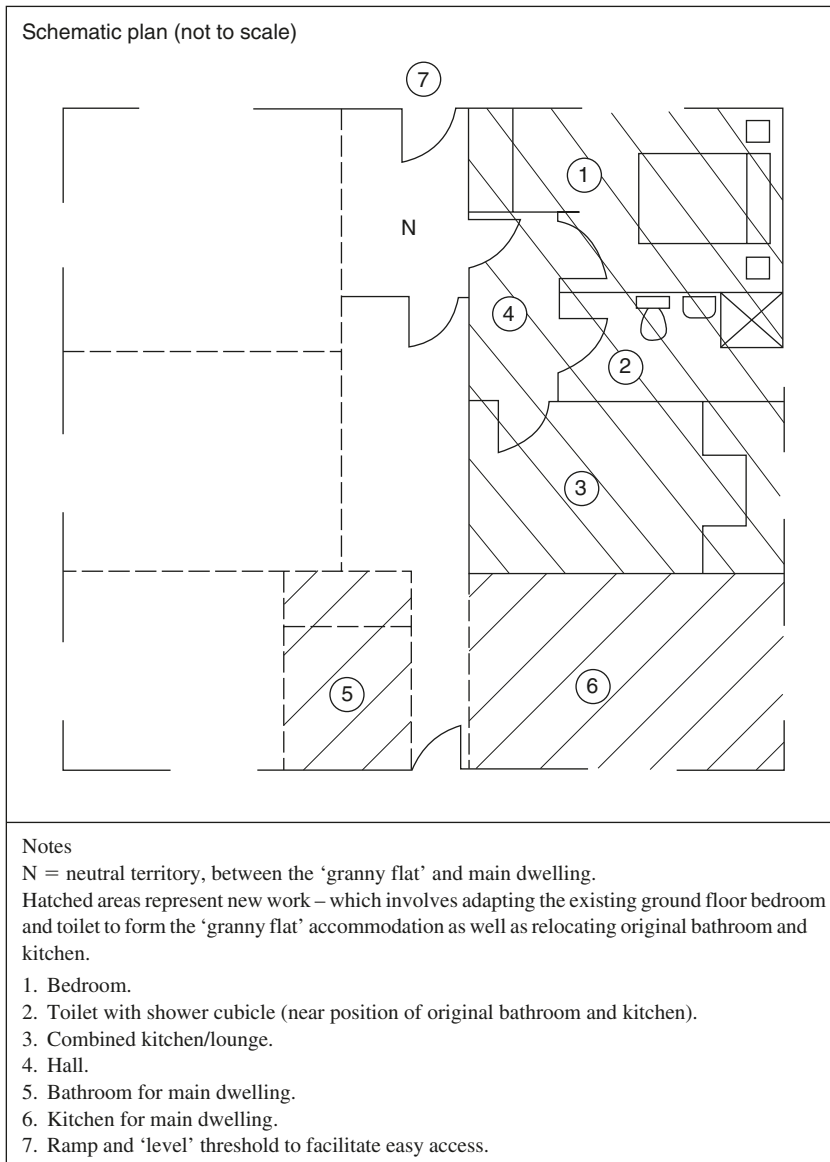 Schematic plan (not to scale)
7
1
N
4
2
3
5
6
Notes
N = neutral territory, between the ‘granny flat’ and main dwelling.
Hatched areas represent new work – which involves adapting the existing ground floor bedroom
and toilet to form the ‘granny flat’ accommodation as well as relocating original bathroom and
kitchen.
1. Bedroom.
2. Toilet with shower cubicle (near position of original bathroom and kitchen).
3. Combined kitchen/lounge.
4. Hall.
5. Bathroom for main dwelling.
6. Kitchen for main dwelling.
7. Ramp and ‘level’ threshold to facilitate easy access.